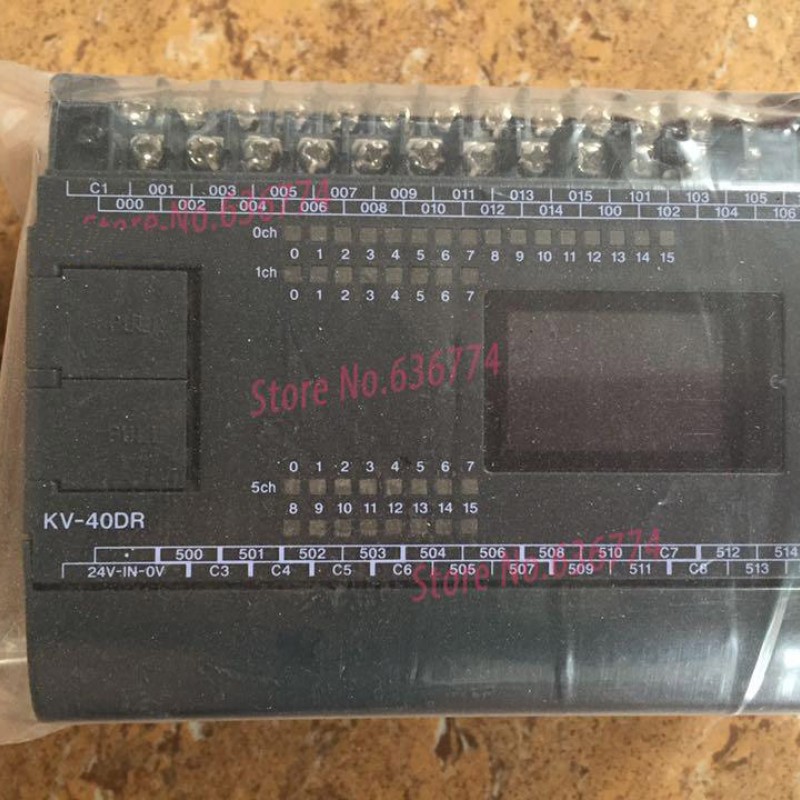 C1 001 003 005 007 009 011 013 015 101 103 105
000 002 004 006 008 010 012 014 100 102 104 106
No.636774
0ch
0 1 2 3 4 5 6 7 8 9 10 11 12 13 14 15
1ch
0 1 2 3 4 5 6 7
Store No.636774
0 1 2 3 4 5 6 7
5ch
8 9 10 11 12 13 14 15
KV-40DR
500 501 502 503 504 506 508 510 C7 512 514
24V-IN-0V C3 C4 C5 C6 505 507 509 511 C8 513
Store No.636774